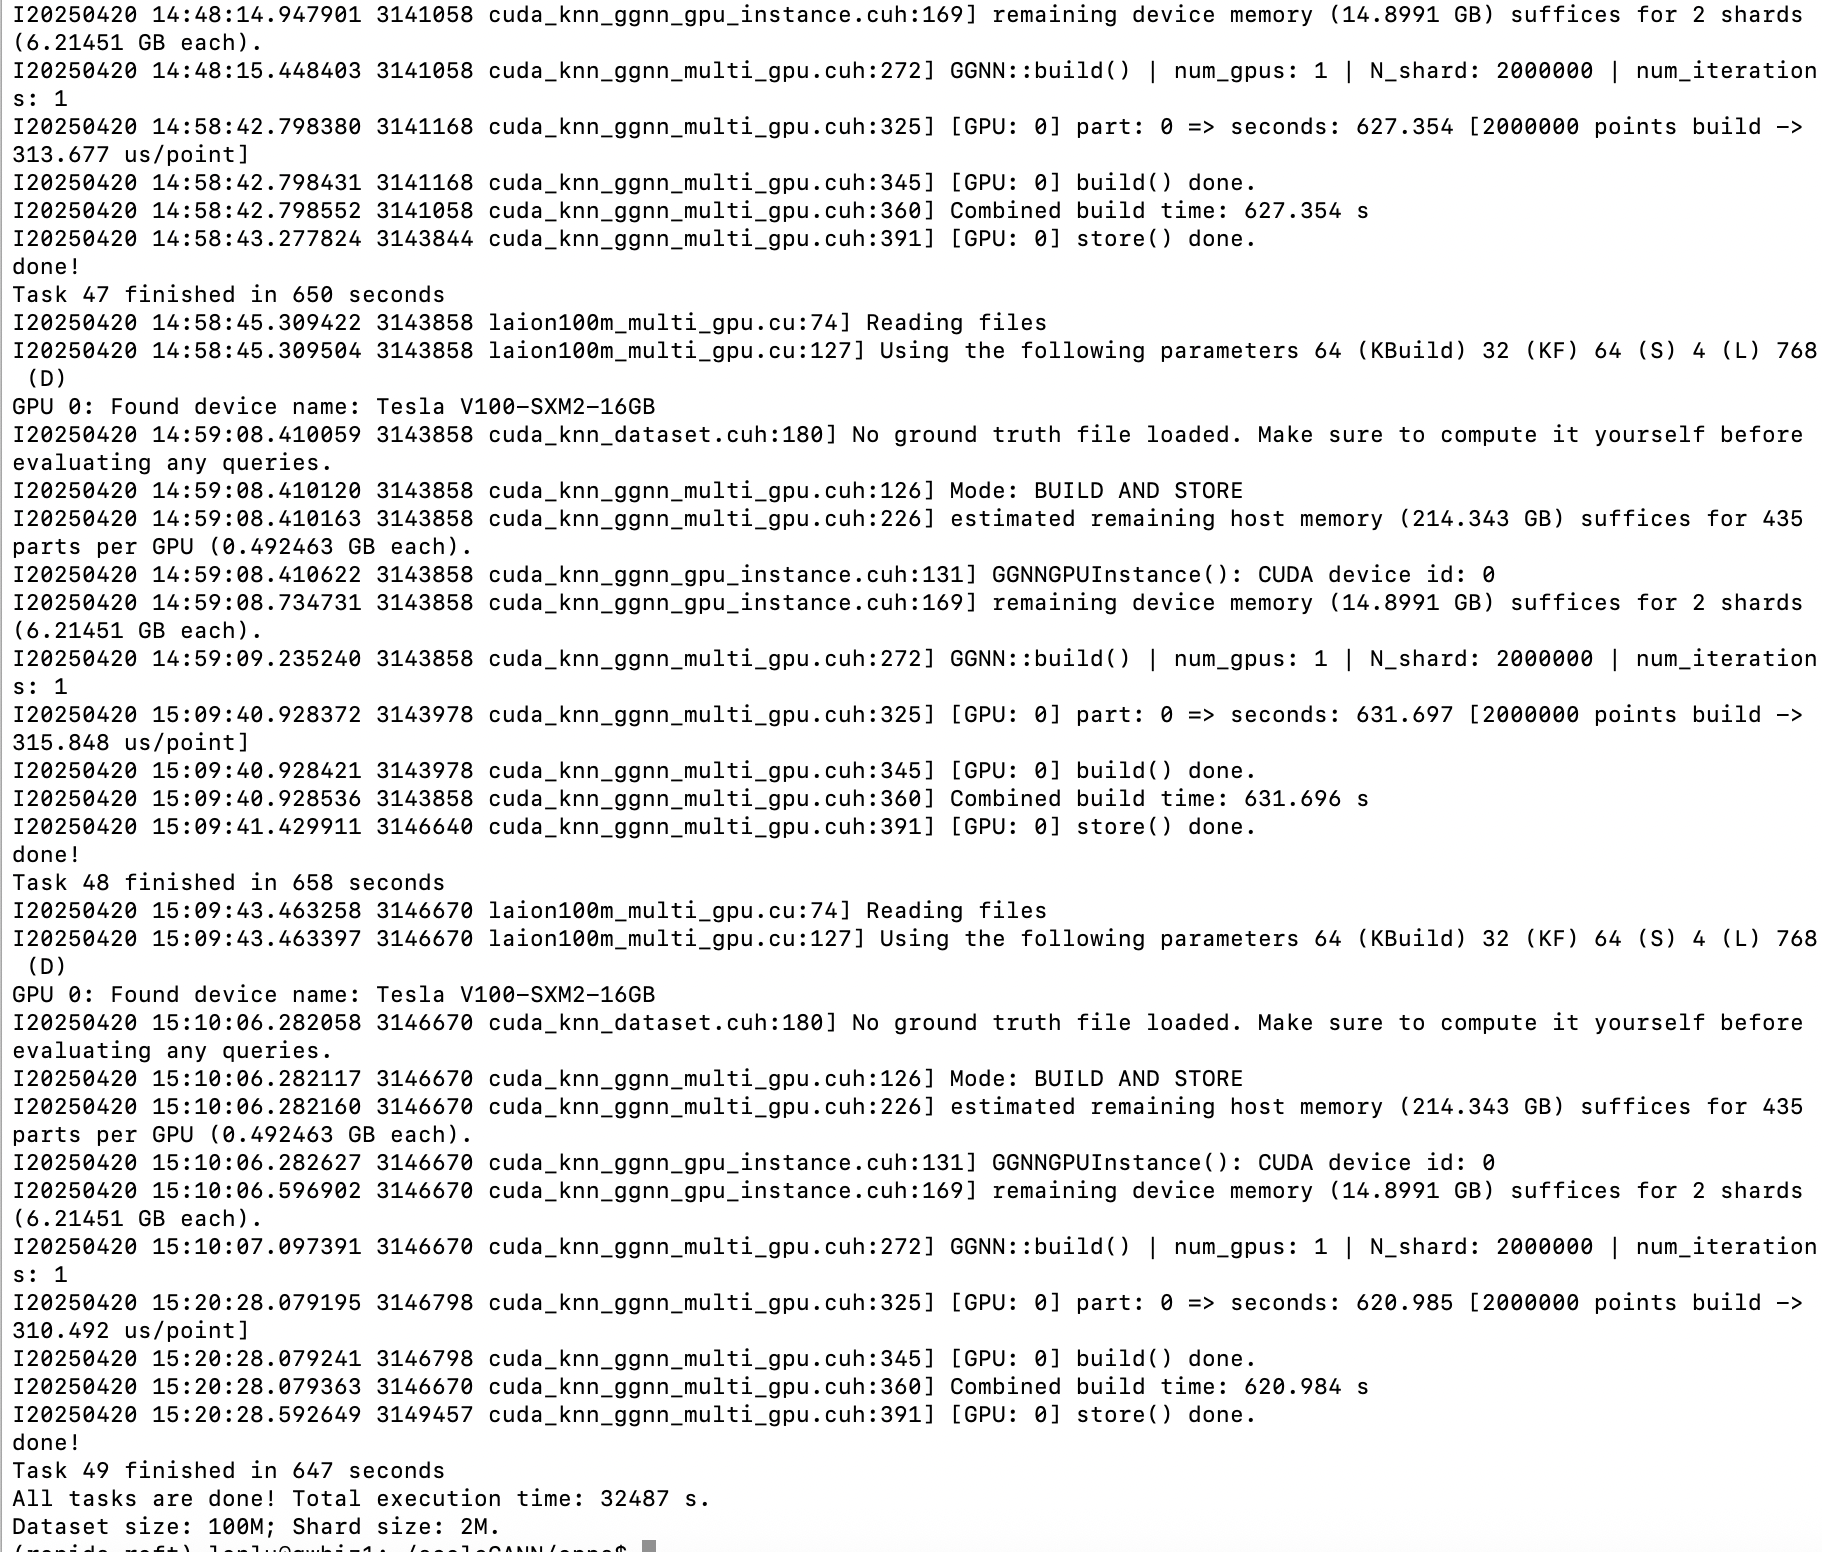 I20250420 14:48:14.947901 3141058 cuda_knn_ggnn_gpu_instance.cuh:169] remaining device memory (14.8991 GB) suffices for 2 shards
(6.21451 GB each).
I20250420 14:48:15.448403 3141058 cuda_knn_ggnn_multi_gpu.cuh:272] GGNN::build() | num_gpus: 1 | N_shard: 2000000 | num_iteration
s: 1
I20250420 14:58:42.798380 3141168 cuda_knn_ggnn_multi_gpu.cuh:325] [GPU: 0] part: 0 => seconds: 627.354 [2000000 points build ->
313.677 us/point]
I20250420 14:58:42.798431 3141168 cuda_knn_ggnn_multi_gpu.cuh:345] [GPU: 0] build() done.
I20250420 14:58:42.798552 3141058 cuda_knn_ggnn_multi_gpu.cuh:360] Combined build time: 627.354 s
I20250420 14:58:43.277824 3143844 cuda_knn_ggnn_multi_gpu.cuh:391] [GPU: 0] store() done.
done!
Task 47 finished in 650 seconds
I20250420 14:58:45.309422 3143858 laion100m_multi_gpu.cu:74] Reading files
I20250420 14:58:45.309504 3143858 laion100m_multi_gpu.cu:127] Using the following parameters 64 (KBuild) 32 (KF) 64 (S) 4 (L) 768
(D)
GPU 0: Found device name: Tesla V100-SXM2-16GB
I20250420 14:59:08.410059 3143858 cuda_knn_dataset.cuh:180] No ground truth file loaded. Make sure to compute it yourself before
evaluating any queries.
I20250420 14:59:08.410120 3143858 cuda_knn_ggnn_multi_gpu.cuh:126] Mode: BUILD AND STORE
I20250420 14:59:08.410163 3143858 cuda_knn_ggnn_multi_gpu.cuh:226] estimated remaining host memory (214.343 GB) suffices for 435
parts per GPU (0.492463 GB each).
I20250420 14:59:08.410622 3143858 cuda_knn_ggnn_gpu_instance.cuh:131] GGNNGPUInstance(): CUDA device id: 0
I20250420 14:59:08.734731 3143858 cuda_knn_ggnn_gpu_instance.cuh:169] remaining device memory (14.8991 GB) suffices for 2 shards
(6.21451 GB each).
I20250420 14:59:09.235240 3143858 cuda_knn_ggnn_multi_gpu.cuh:272] GGNN::build() | num_gpus: 1 | N_shard: 2000000 | num_iteration
s: 1
I20250420 15:09:40.928372 3143978 cuda_knn_ggnn_multi_gpu.cuh:325] [GPU: 0] part: 0 => seconds: 631.697 [2000000 points build ->
315.848 us/point]
I20250420 15:09:40.928421 3143978 cuda_knn_ggnn_multi_gpu.cuh:345] [GPU: 0] build() done.
I20250420 15:09:40.928536 3143858 cuda_knn_ggnn_multi_gpu.cuh:360] Combined build time: 631.696 s
I20250420 15:09:41.429911 3146640 cuda_knn_ggnn_multi_gpu.cuh:391] [GPU: 0] store() done.
done!
Task 48 finished in 658 seconds
I20250420 15:09:43.463258 3146670 laion100m_multi_gpu.cu:74] Reading files
I20250420 15:09:43.463397 3146670 laion100m_multi_gpu.cu:127] Using the following parameters 64 (KBuild) 32 (KF) 64 (S) 4 (L) 768
(D)
GPU 0: Found device name: Tesla V100-SXM2-16GB
I20250420 15:10:06.282058 3146670 cuda_knn_dataset.cuh:180] No ground truth file loaded. Make sure to compute it yourself before
evaluating any queries.
I20250420 15:10:06.282117 3146670 cuda_knn_ggnn_multi_gpu.cuh:126] Mode: BUILD AND STORE
I20250420 15:10:06.282160 3146670 cuda_knn_ggnn_multi_gpu.cuh:226] estimated remaining host memory (214.343 GB) suffices for 435
parts per GPU (0.492463 GB each).
I20250420 15:10:06.282627 3146670 cuda_knn_ggnn_gpu_instance.cuh:131] GGNNGPUInstance(): CUDA device id: 0
I20250420 15:10:06.596902 3146670 cuda_knn_ggnn_gpu_instance.cuh:169] remaining device memory (14.8991 GB) suffices for 2 shards
(6.21451 GB each).
I20250420 15:10:07.097391 3146670 cuda_knn_ggnn_multi_gpu.cuh:272] GGNN::build() | num_gpus: 1 | N_shard: 2000000 | num_iteration
s: 1
I20250420 15:20:28.079195 3146798 cuda_knn_ggnn_multi_gpu.cuh:325] [GPU: 0] part: 0 => seconds: 620.985 [2000000 points build ->
310.492 us/point]
I20250420 15:20:28.079241 3146798 cuda_knn_ggnn_multi_gpu.cuh:345] [GPU: 0] build() done.
I20250420 15:20:28.079363 3146670 cuda_knn_ggnn_multi_gpu.cuh:360] Combined build time: 620.984 s
I20250420 15:20:28.592649 3149457 cuda_knn_ggnn_multi_gpu.cuh:391] [GPU: 0] store() done.
done!
Task 49 finished in 647 seconds
All tasks are done! Total execution time: 32487 s.
Dataset size: 100M; Shard size: 2M.